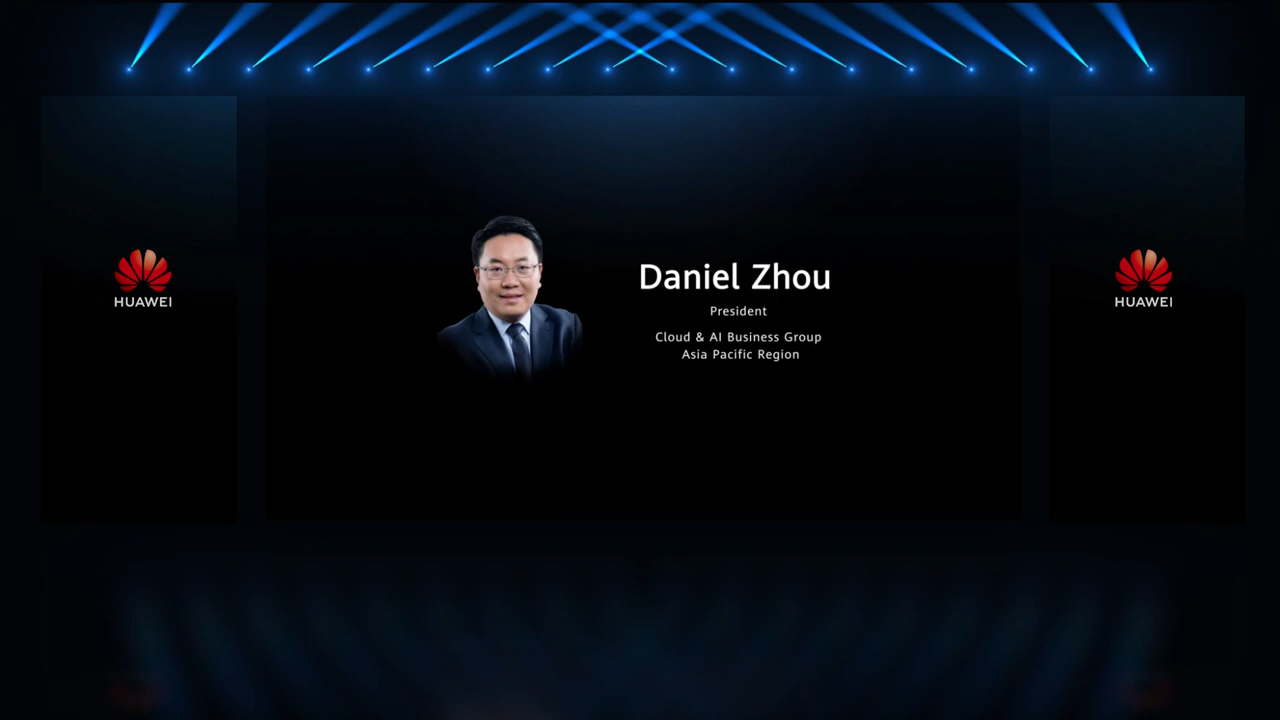 HUAWEI
Daniel Zhou
President
Cloud & AI Business Group
Asia Pacific Region
HUAWEI